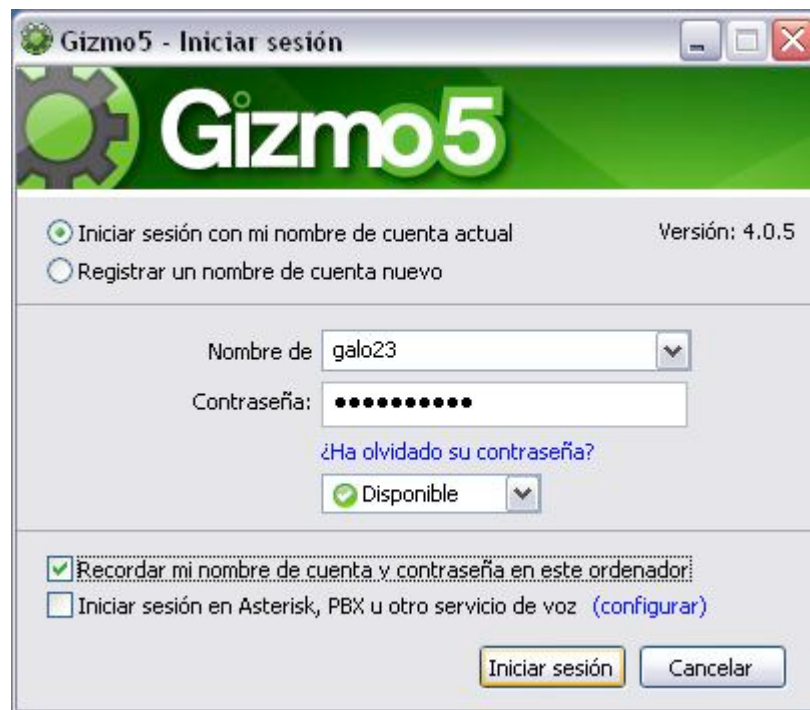 Gizmo5 - Iniciar sesión
Gizmo5
Iniciar sesión con mi nombre de cuenta actual Versión: 4.0.5
Registrar un nombre de cuenta nuevo
Nombre de galo23
Contraseña: ●●●●●●●●●●
¿Ha olvidado su contraseña?
Disponible
Recordar mi nombre de cuenta y contraseña en este ordenador
Iniciar sesión en Asterisk, PBX u otro servicio de voz (configurar)
Iniciar sesión Cancelar